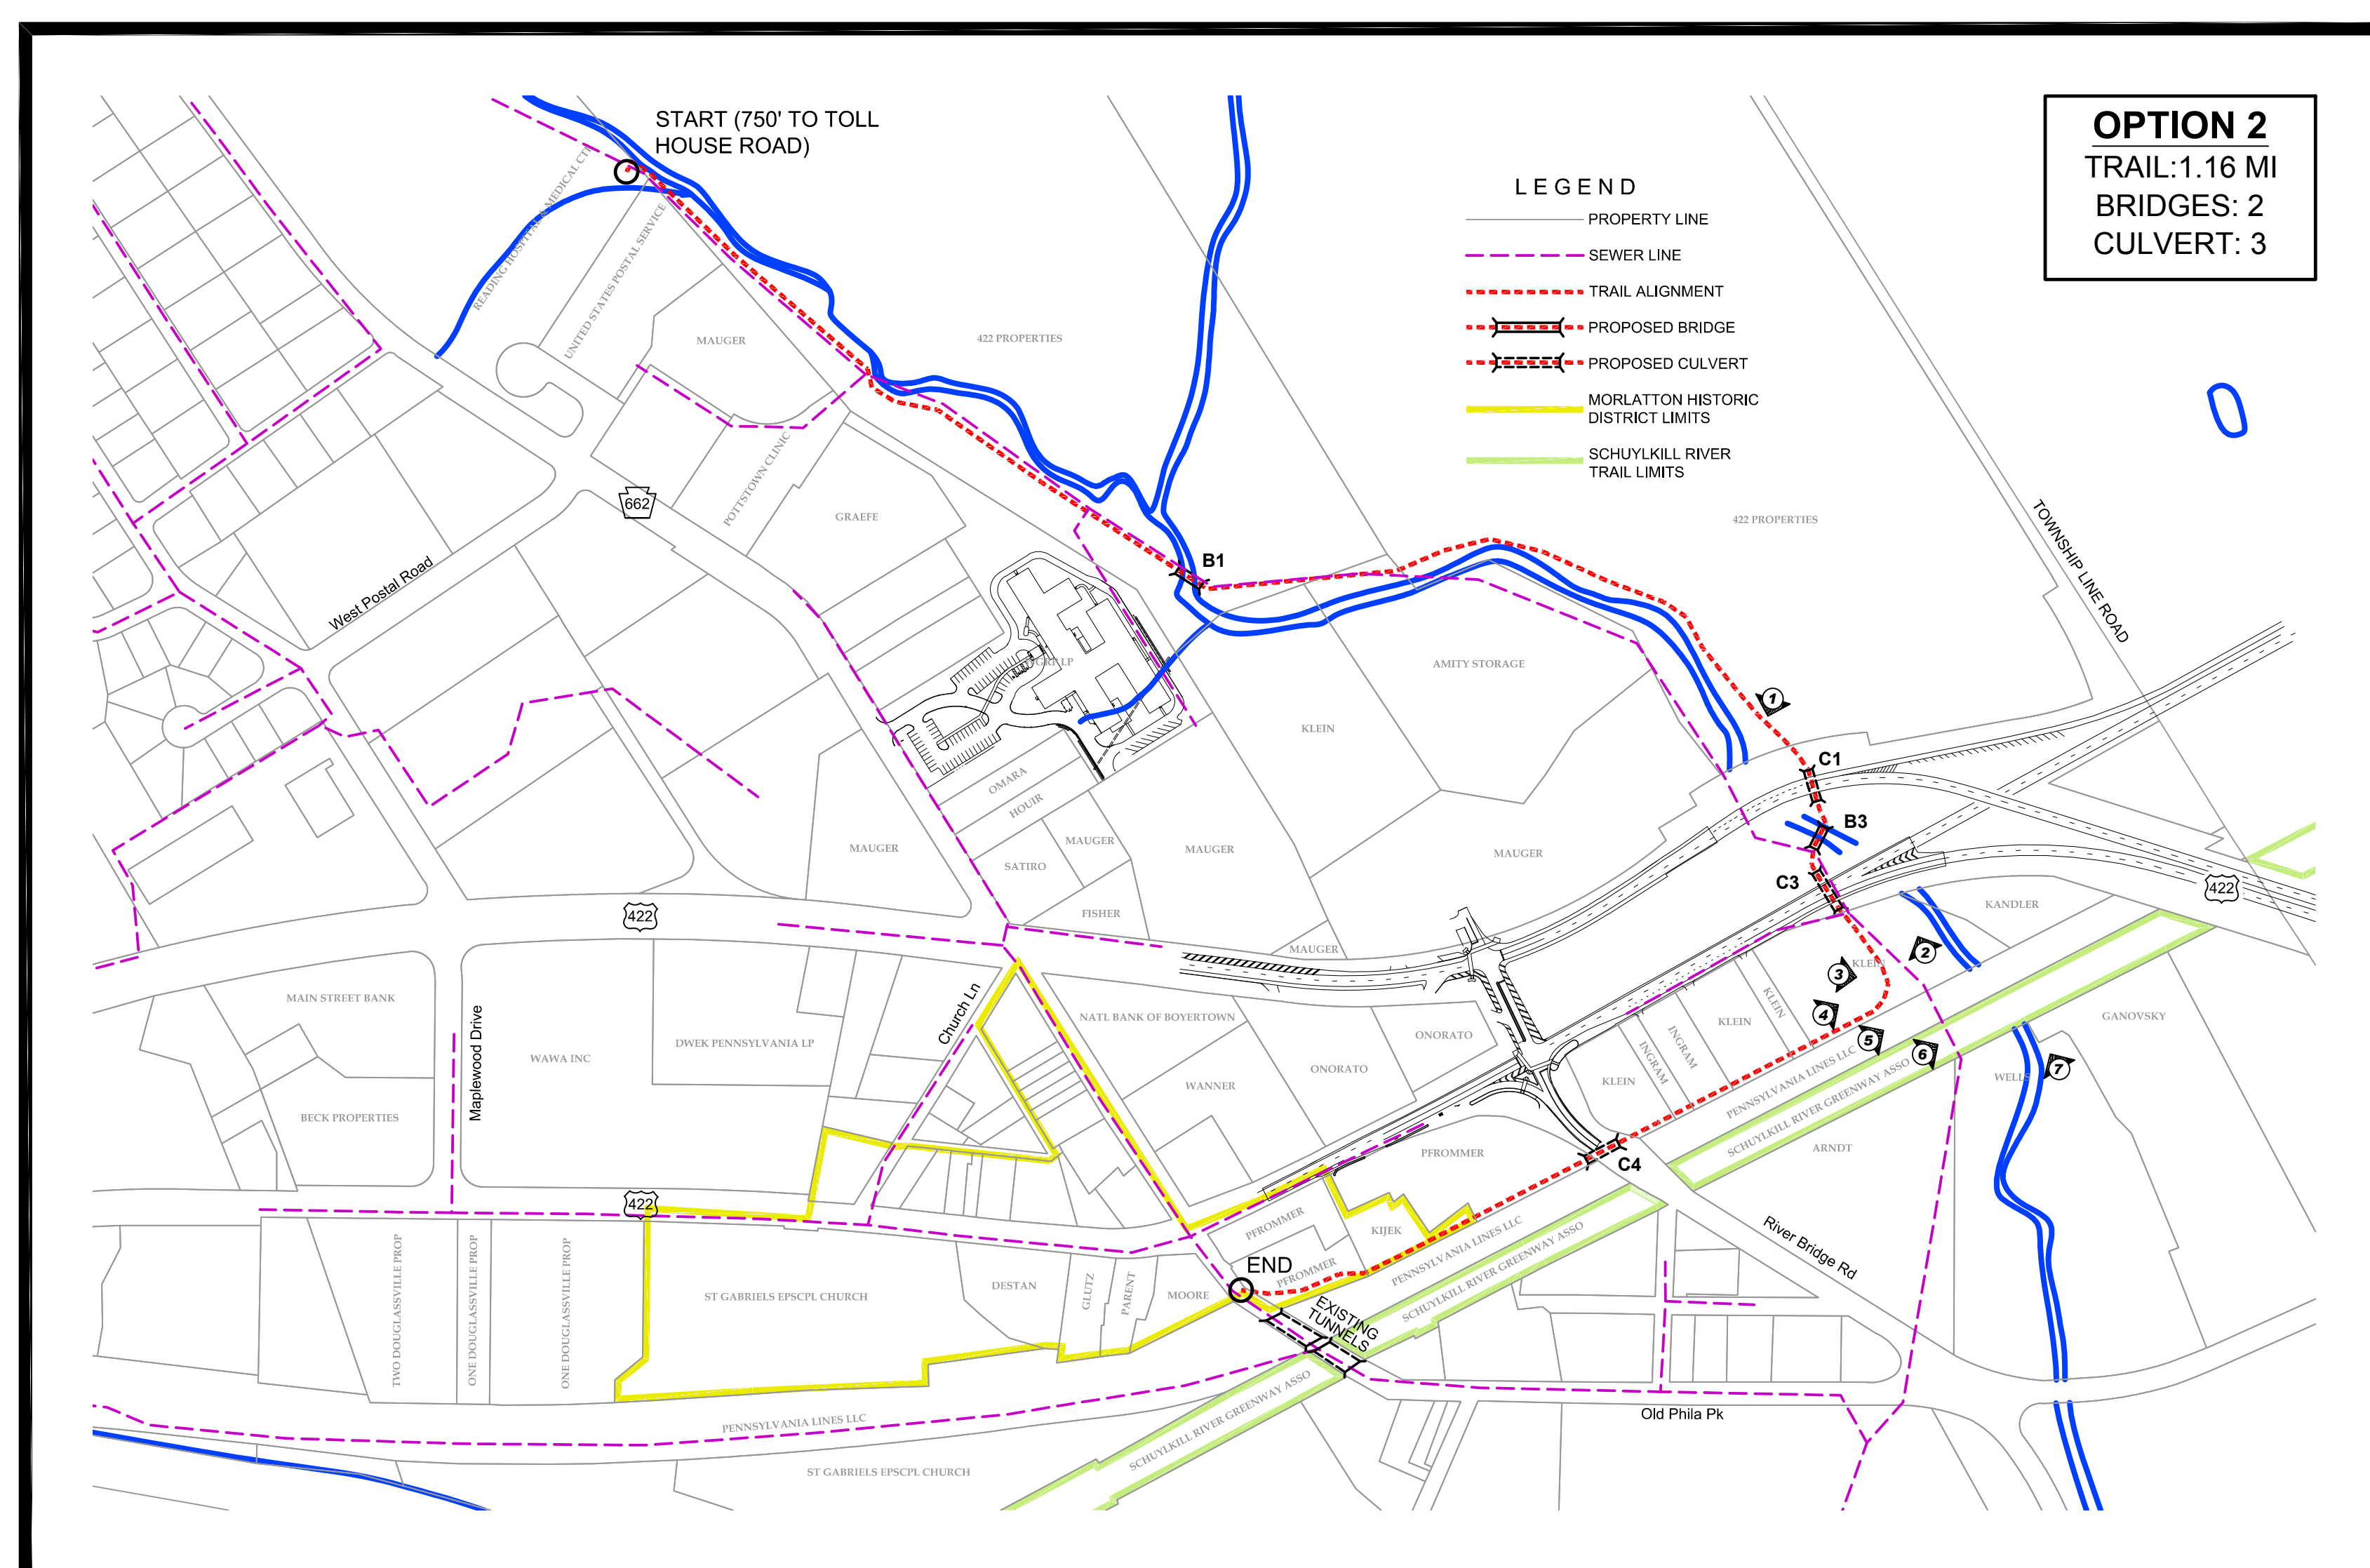 START (750' TO TOLL
HOUSE ROAD)
OPTION 2
TRAIL:1.16 MI
BRIDGES: 2
CULVERT: 3
LEGEND
PROPERTY LINE
SEWER LINE
TRAIL ALIGNMENT
PROPOSED BRIDGE
PROPOSED CULVERT
MORLATTON HISTORIC
DISTRICT LIMITS
SCHUYLKILL RIVER
TRAIL LIMITS
READING HOSPITAL & MEDICAL CTR
UNITED STATES POSTAL SERVICE
MAUGER
422 PROPERTIES
POTTSTOWN CLINIC
662
GRAEFE
422 PROPERTIES
TOWNSHIP LINE ROAD
West Postal Road
B1
AMITY STORAGE
KLEIN
1
C1
OMARA
HOUIR
B3
MAUGER
SATIRO
MAUGER
MAUGER
MAUGER
C3
422
KANDLER
FISHER
422
MAUGER
2
KLEIN
3
MAIN STREET BANK
Maplewood Drive
Church Ln
NATL BANK OF BOYERTOWN
KLEIN
4
GANOVSKY
KLEIN
INGRAM
INGRAM
ONORATO
5
6
DWEK PENNSYLVANIA LP
WAWA INC
ONORATO
WANNER
KLEIN
PENNSYLVANIA LINES LLC
WELLS
7
BECK PROPERTIES
SCHUYLKILL RIVER GREENWAY ASSO
PFROMMER
ARNDT
C4
422
PFROMMER
KIJEK
River Bridge Rd
END
PFROMMER
PENNSYLVANIA LINES LLC
SCHUYLKILL RIVER GREENWAY ASSO
TWO DOUGLASSVILLE PROP
ONE DOUGLASSVILLE PROP
ONE DOUGLASSVILLE PROP
ST GABRIELS EPSCPL CHURCH
DESTAN
GLUTZ
PARENT
MOORE
EXISTING
TUNNELS
SCHUYLKILL RIVER GREENWAY ASSO
PENNSYLVANIA LINES LLC
Old Phila Pk
ST GABRIELS EPSCPL CHURCH